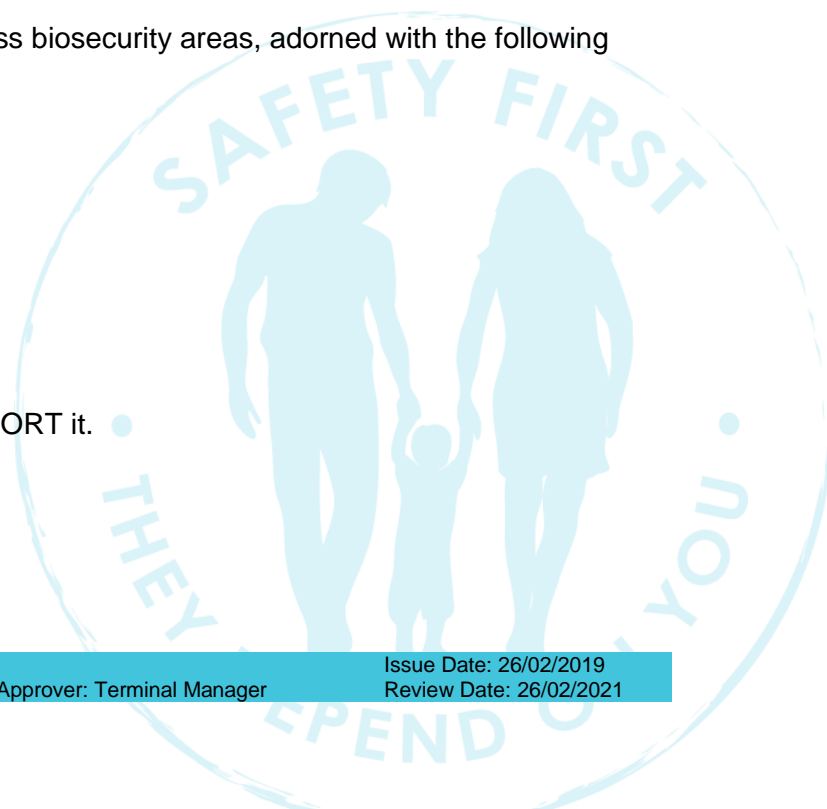 ss biosecurity areas, adorned with the following
SAFETY FIRST
ORT it.
THEY DEPEND ON YOU
Issue Date: 26/02/2019
Approver: Terminal Manager Review Date: 26/02/2021